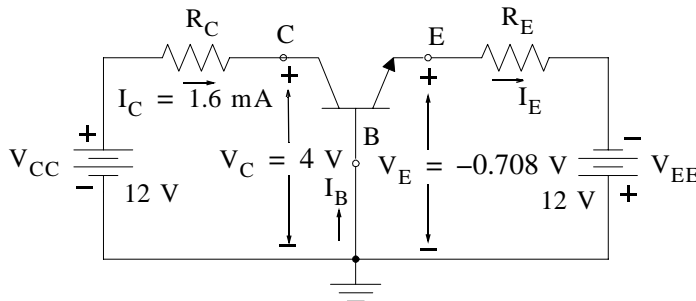 R_C C E R_E
I_C = 1.6 mA I_E
B
V_CC V_C = 4 V V_E = −0.708 V V_EE
12 V I_B 12 V